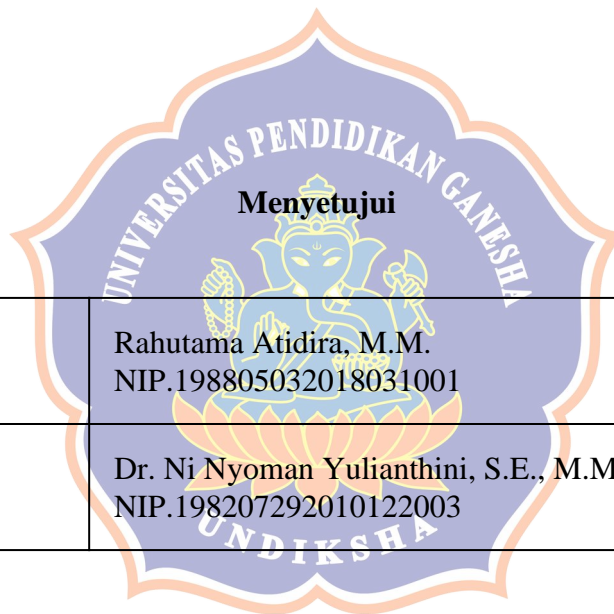 UNIVERSITAS PENDIDIKAN GANESHA
Menyetujui
Rahutama Atidira, M.M.
NIP.198805032018031001
Dr. Ni Nyoman Yulianthini, S.E., M.M
NIP.198207292010122003
UNDIKSHA